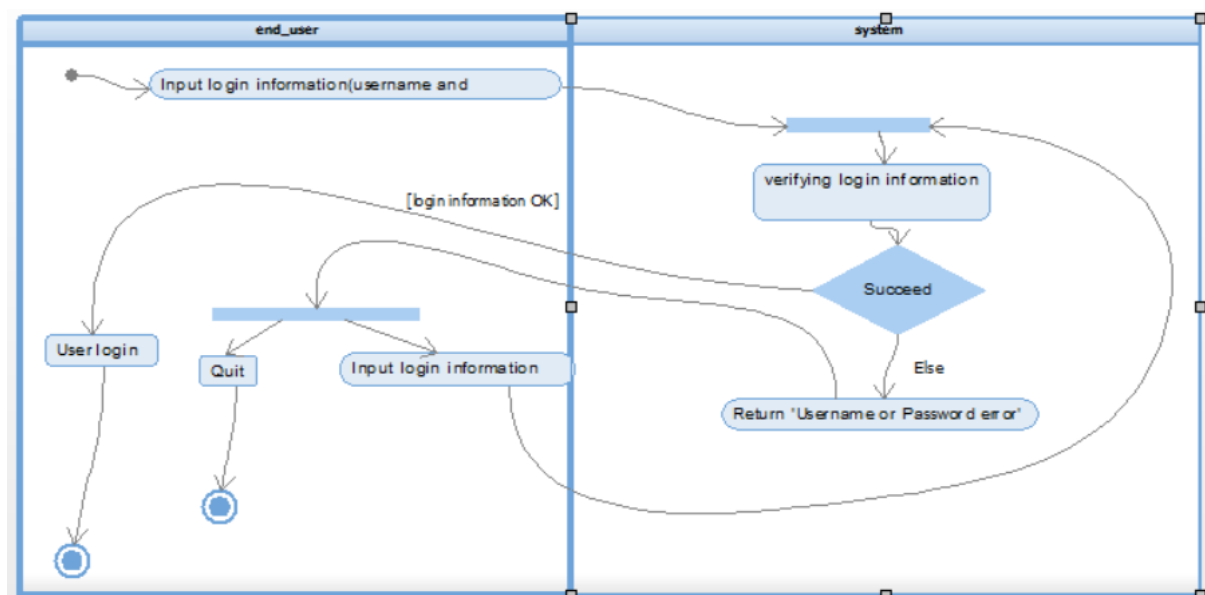 end_user
system
Input login information(username and
verifying login information
[login information OK]
Succeed
User login
Quit
Input login information
Else
Return 'Username or Password error'